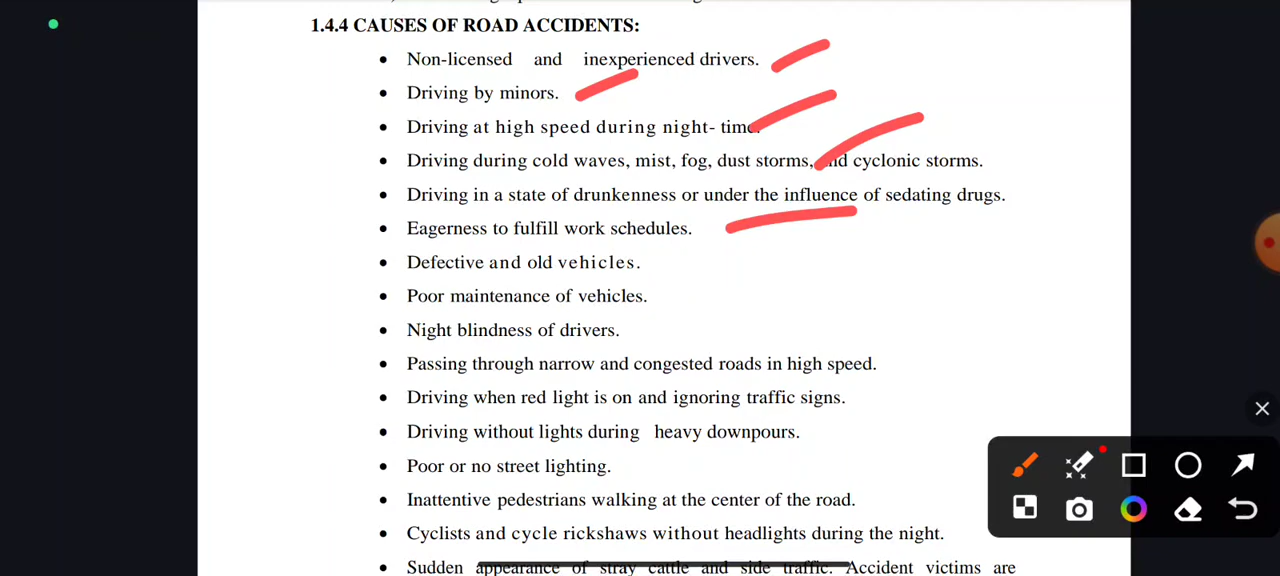 1.4.4 CAUSES OF ROAD ACCIDENTS:
• Non-licensed and inexperienced drivers.
• Driving by minors.
• Driving at high speed during night- time.
• Driving during cold waves, mist, fog, dust storms, and cyclonic storms.
• Driving in a state of drunkenness or under the influence of sedating drugs.
• Eagerness to fulfill work schedules.
• Defective and old vehicles.
• Poor maintenance of vehicles.
• Night blindness of drivers.
• Passing through narrow and congested roads in high speed.
• Driving when red light is on and ignoring traffic signs.
• Driving without lights during heavy downpours.
• Poor or no street lighting.
• Inattentive pedestrians walking at the center of the road.
• Cyclists and cycle rickshaws without headlights during the night.
• Sudden appearance of stray cattle and side traffic. Accident victims are